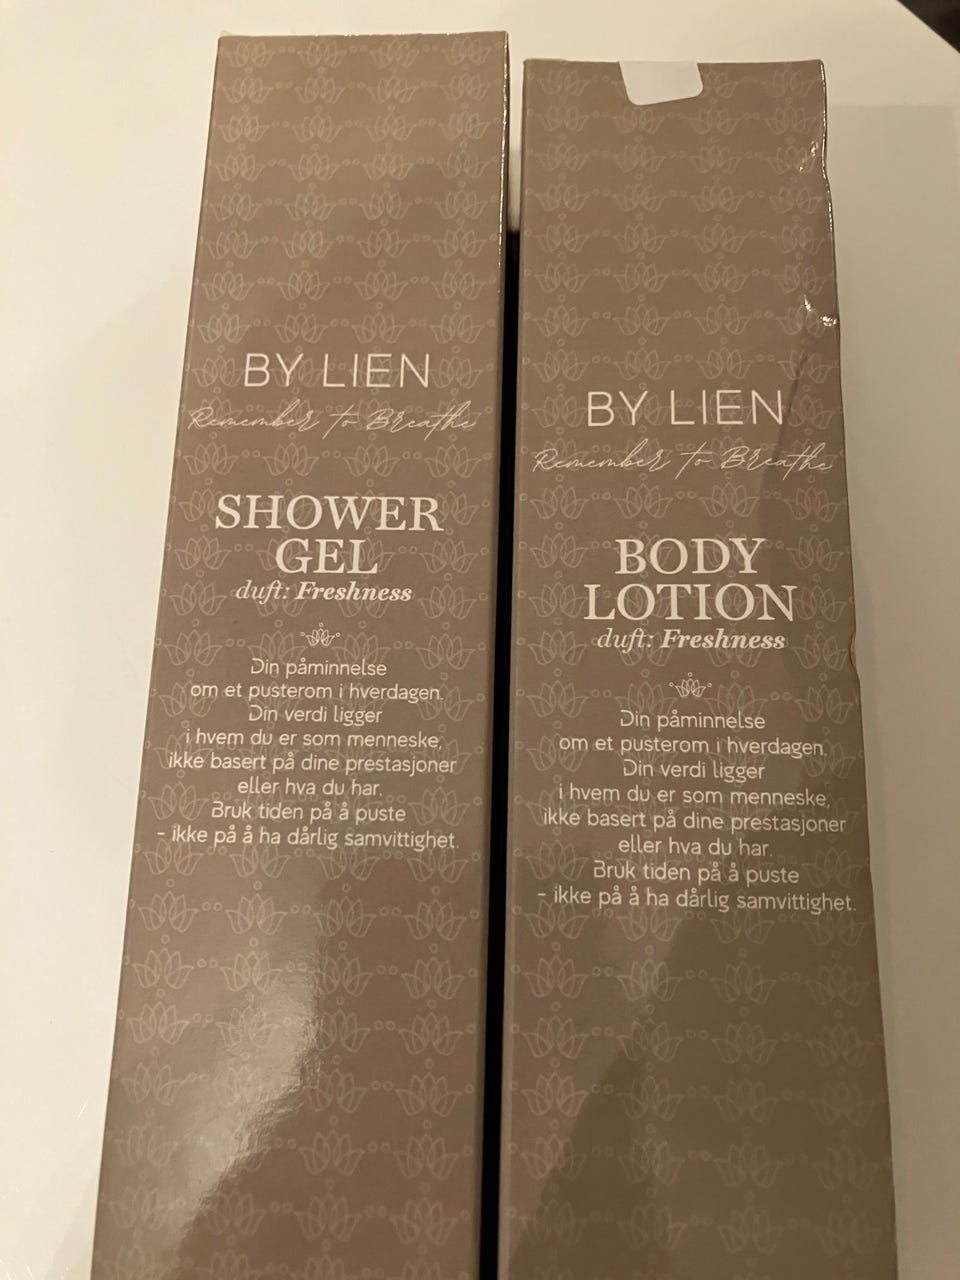 BY LIEN
Remember to Breathe
SHOWER
GEL
duft: Freshness
Din påminnelse
om et pusterom i hverdagen.
Din verdi ligger
i hvem du er som menneske,
ikke basert på dine prestasjoner
eller hva du har.
Bruk tiden på å puste
- ikke på å ha dårlig samvittighet.
BY LIEN
Remember to Breathe
BODY
LOTION
duft: Freshness
Din påminnelse
om et pusterom i hverdagen.
Din verdi ligger
i hvem du er som menneske,
ikke basert på dine prestasjoner
eller hva du har.
Bruk tiden på å puste
- ikke på å ha dårlig samvittighet.